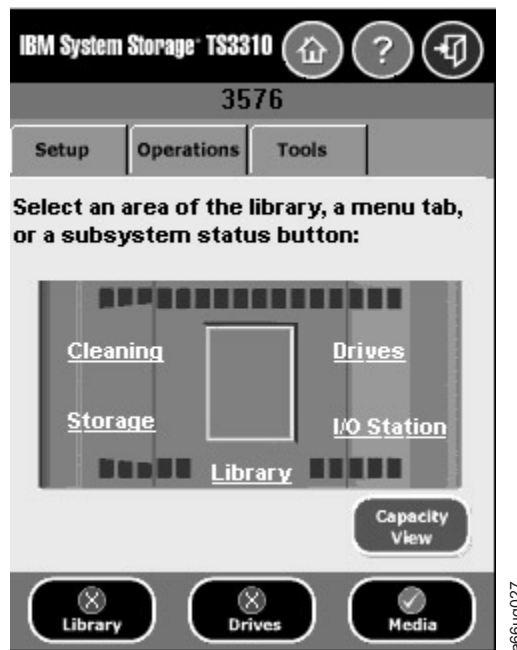 IBM System Storage® TS3310
?
3576
Setup Operations Tools
Select an area of the library, a menu tab,
or a subsystem status button:
Cleaning Drives
Storage I/O Station
Library
Capacity
View
Library Drives Media
a66ug027